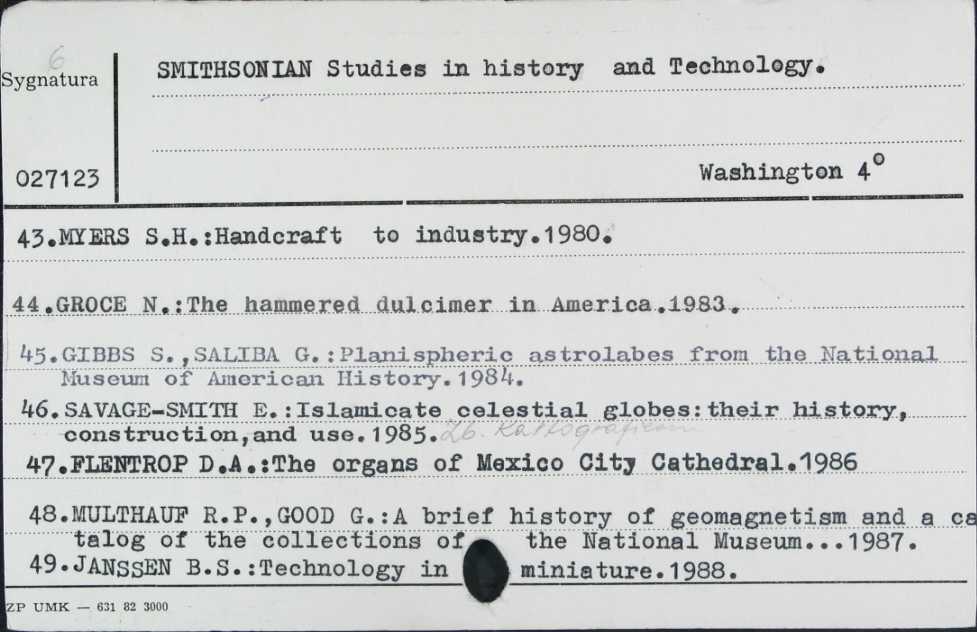 6
Sygnatura
SMITHSONIAN Studies in history and Technology.
027123
Washington 4°
43.MYERS S.H.:Handcraft to industry.1980.
44.GROCE N.:The hammered dulcimer in America.1983.
45.GIBBS S.,SALIBA G.:Planispheric astrolabes from the National
Museum of American History.1984.
46.SAVAGE-SMITH E.:Islamicate celestial globes:their history,
construction,and use.1985.
47.FLENTROP D.A.:The organs of Mexico City Cathedral.1986
48.MULTHAUF R.P.,GOOD G.:A brief history of geomagnetism and a ca
talog of the collections of the National Museum...1987.
49.JANSSEN B.S.:Technology in miniature.1988.
ZP UMK — 631 82 3000